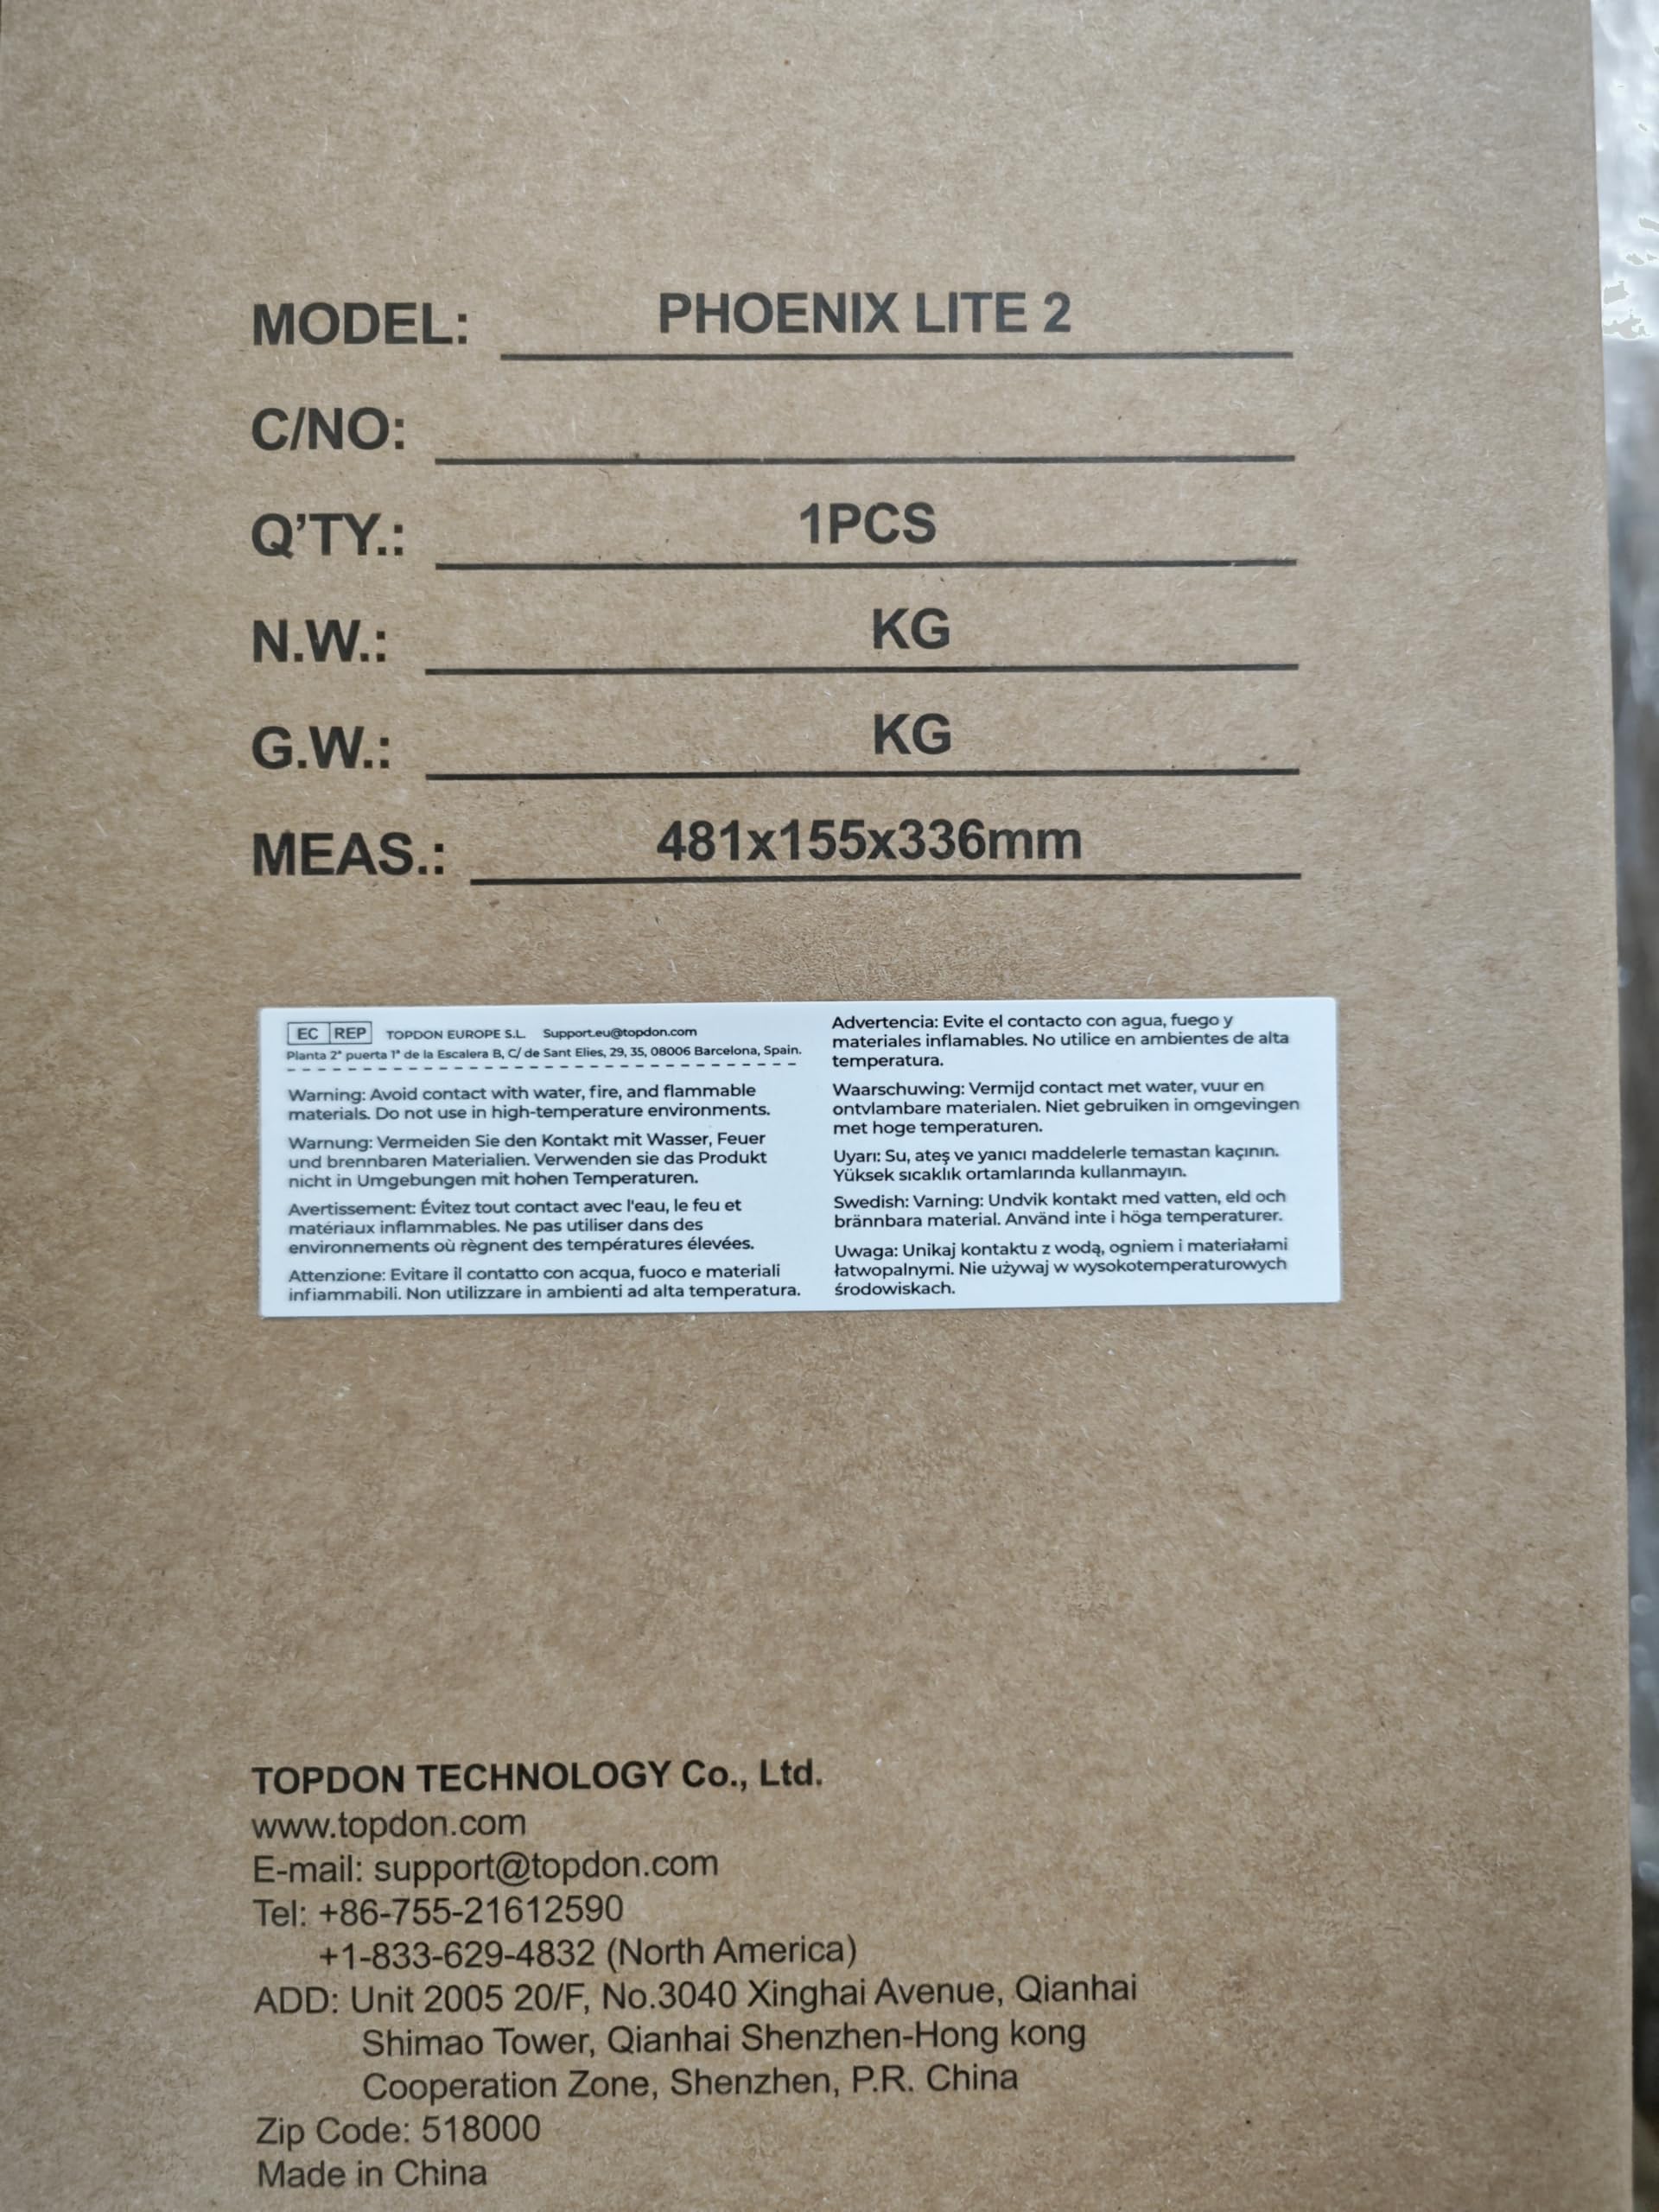 MODEL: PHOENIX LITE 2
C/NO:
Q'TY.: 1PCS
N.W.: KG
G.W.: KG
MEAS.: 481x155x336mm
EC REP TOPDON EUROPE S.L. Support.eu@topdon.com
Planta 2ª puerta 1ª de la Escalera B, C/ de Sant Elies, 29, 35, 08006 Barcelona, Spain.
Warning: Avoid contact with water, fire, and flammable
materials. Do not use in high-temperature environments.
Warnung: Vermeiden Sie den Kontakt mit Wasser, Feuer
und brennbaren Materialien. Verwenden sie das Produkt
nicht in Umgebungen mit hohen Temperaturen.
Avertissement: Évitez tout contact avec l'eau, le feu et
matériaux inflammables. Ne pas utiliser dans des
environnements où règnent des températures élevées.
Attenzione: Evitare il contatto con acqua, fuoco e materiali
infiammabili. Non utilizzare in ambienti ad alta temperatura.
Advertencia: Evite el contacto con agua, fuego y
materiales inflamables. No utilice en ambientes de alta
temperatura.
Waarschuwing: Vermijd contact met water, vuur en
ontvlambare materialen. Niet gebruiken in omgevingen
met hoge temperaturen.
Uyarı: Su, ateş ve yanıcı maddelerle temastan kaçının.
Yüksek sıcaklık ortamlarında kullanmayın.
Swedish: Varning: Undvik kontakt med vatten, eld och
brännbara material. Använd inte i höga temperaturer.
Uwaga: Unikaj kontaktu z wodą, ogniem i materiałami
łatwopalnymi. Nie używaj w wysokotemperaturowych
środowiskach.
TOPDON TECHNOLOGY Co., Ltd.
www.topdon.com
E-mail: support@topdon.com
Tel: +86-755-21612590
+1-833-629-4832 (North America)
ADD: Unit 2005 20/F, No.3040 Xinghai Avenue, Qianhai
Shimao Tower, Qianhai Shenzhen-Hong kong
Cooperation Zone, Shenzhen, P.R. China
Zip Code: 518000
Made in China